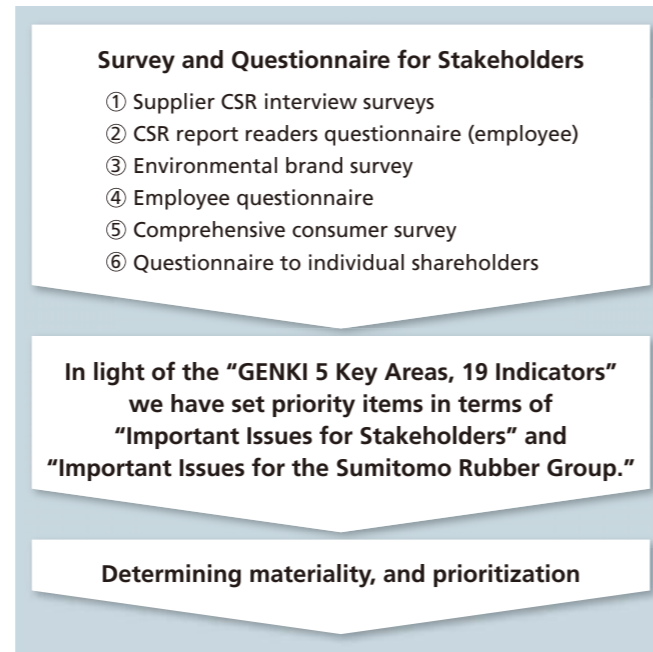 Survey and Questionnaire for Stakeholders
① Supplier CSR interview surveys
② CSR report readers questionnaire (employee)
③ Environmental brand survey
④ Employee questionnaire
⑤ Comprehensive consumer survey
⑥ Questionnaire to individual shareholders
In light of the “GENKI 5 Key Areas, 19 Indicators”
we have set priority items in terms of
“Important Issues for Stakeholders” and
“Important Issues for the Sumitomo Rubber Group.”
Determining materiality, and prioritization